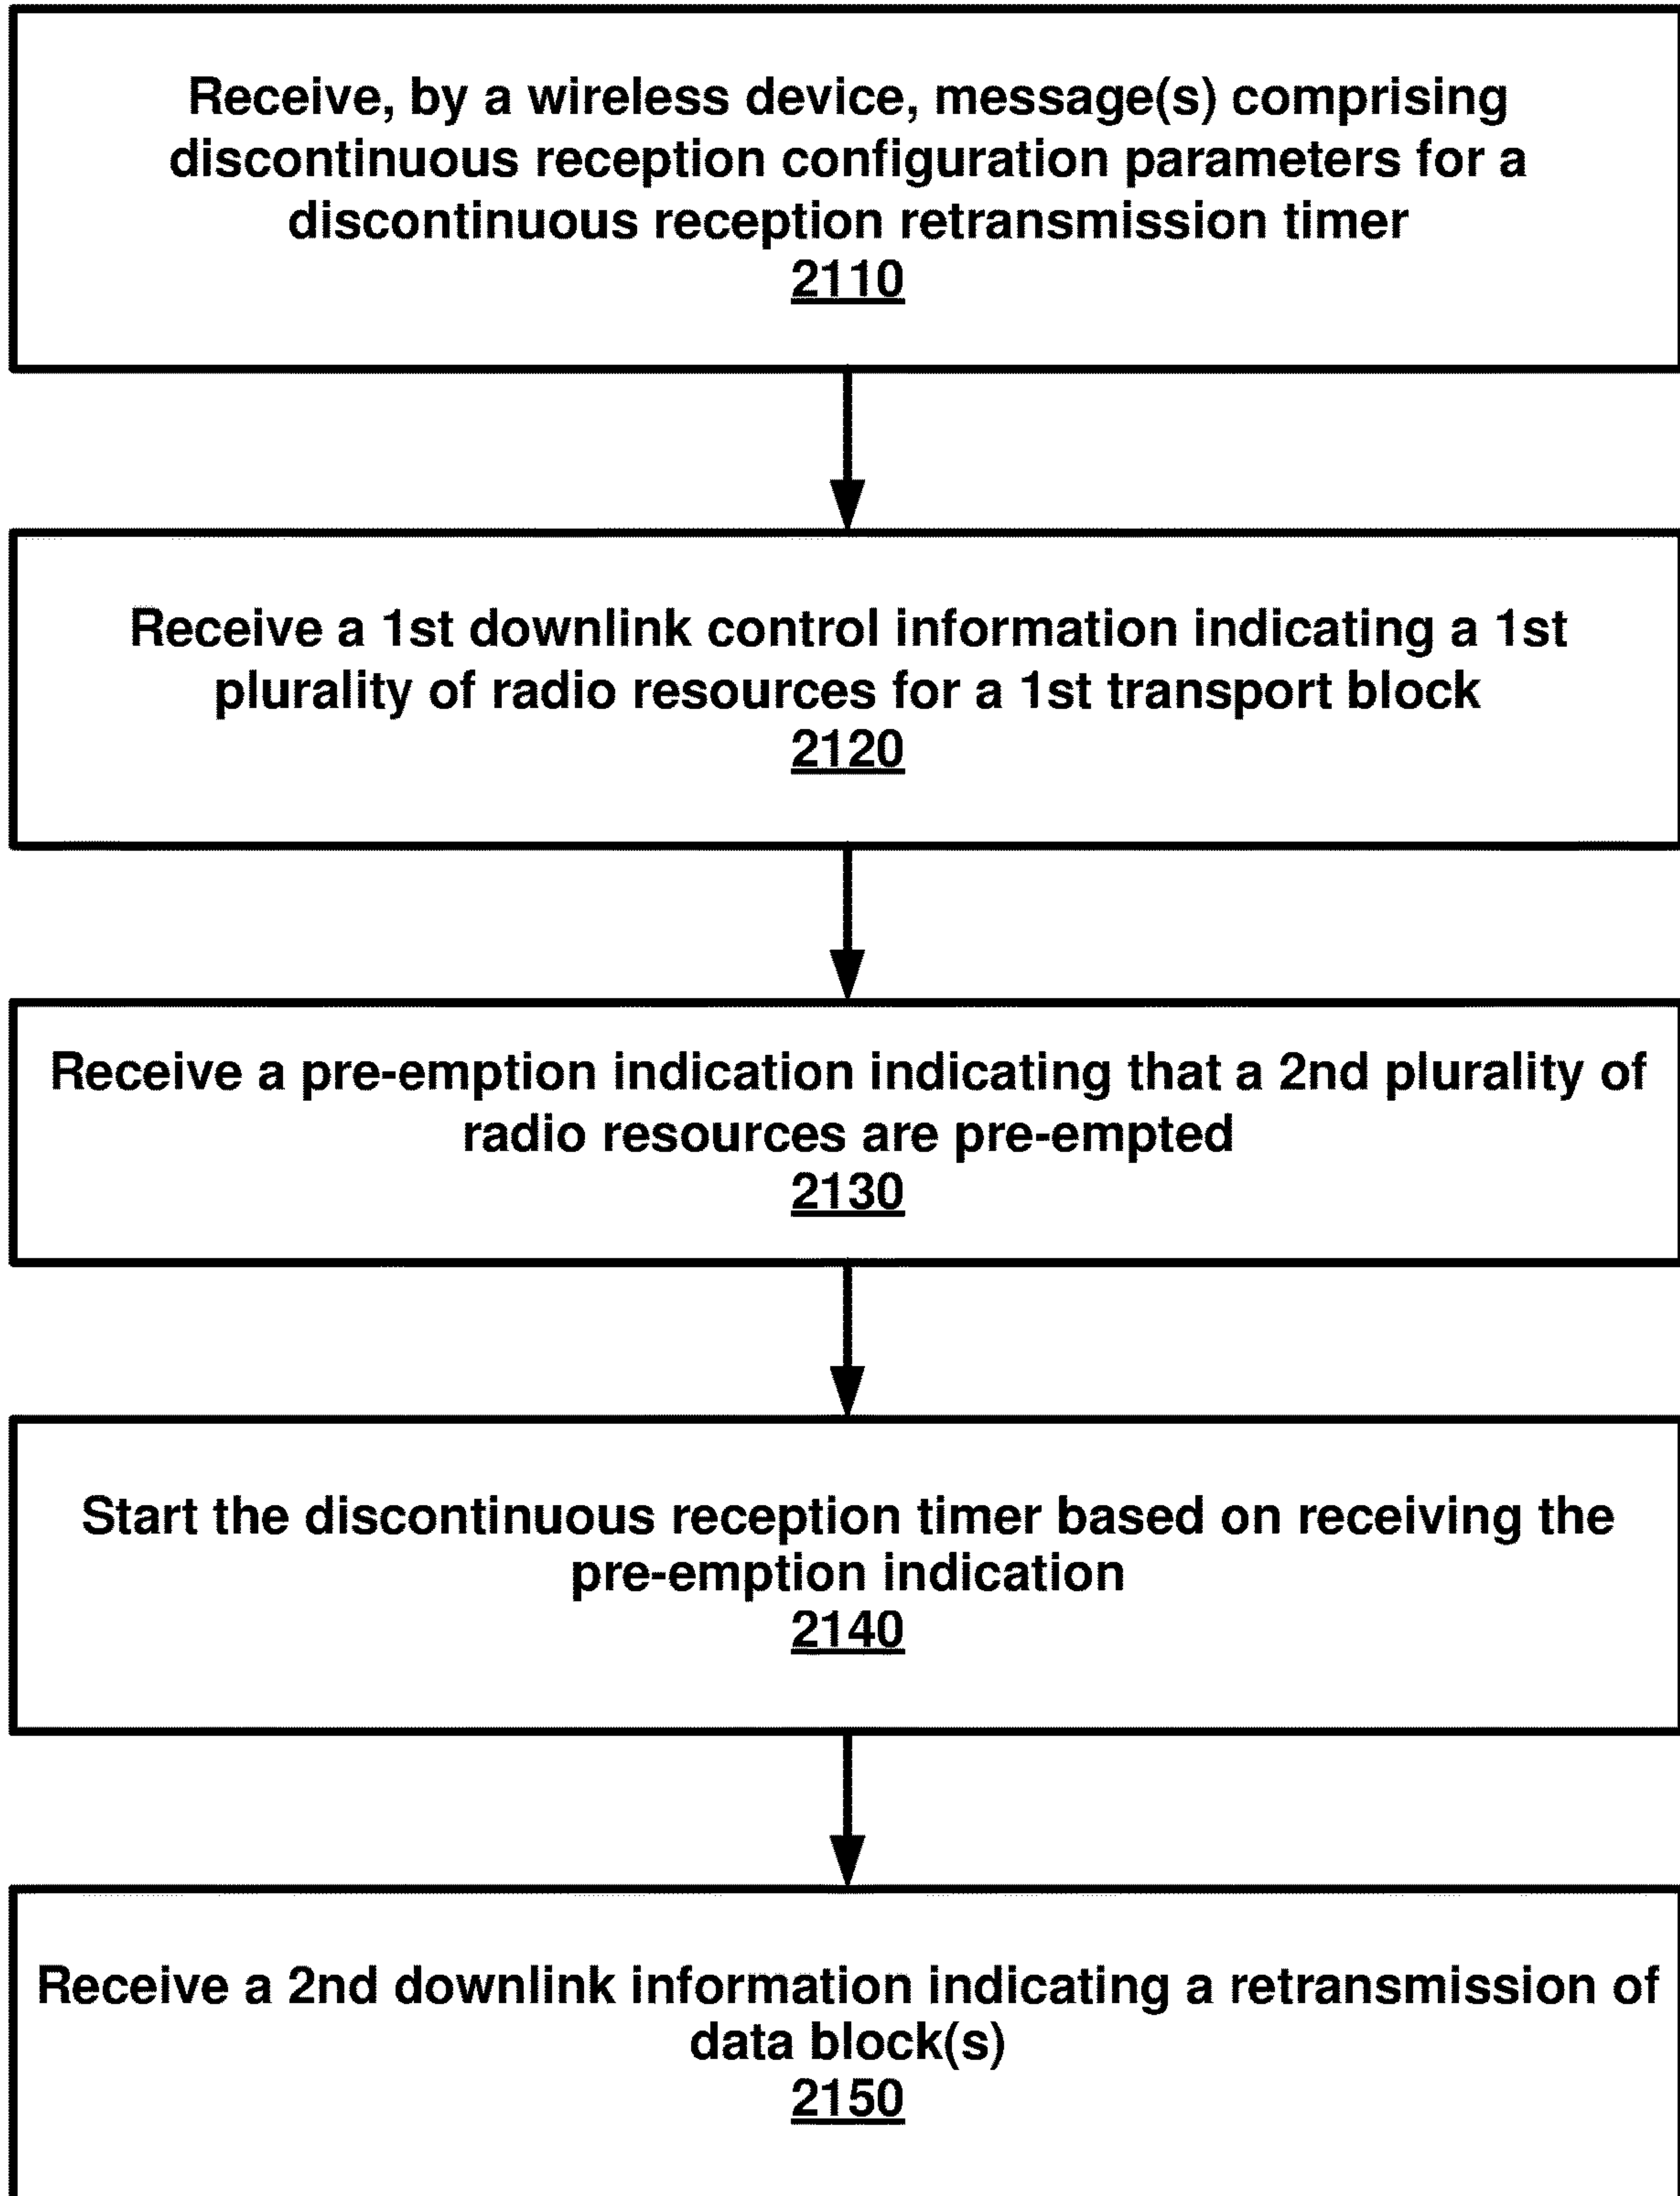 Receive, by a wireless device, message(s) comprising
discontinuous reception configuration parameters for a
discontinuous reception retransmission timer
2110
Receive a 1st downlink control information indicating a 1st
plurality of radio resources for a 1st transport block
2120
Receive a pre-emption indication indicating that a 2nd plurality of
radio resources are pre-empted
2130
Start the discontinuous reception timer based on receiving the
pre-emption indication
2140
Receive a 2nd downlink information indicating a retransmission of
data block(s)
2150